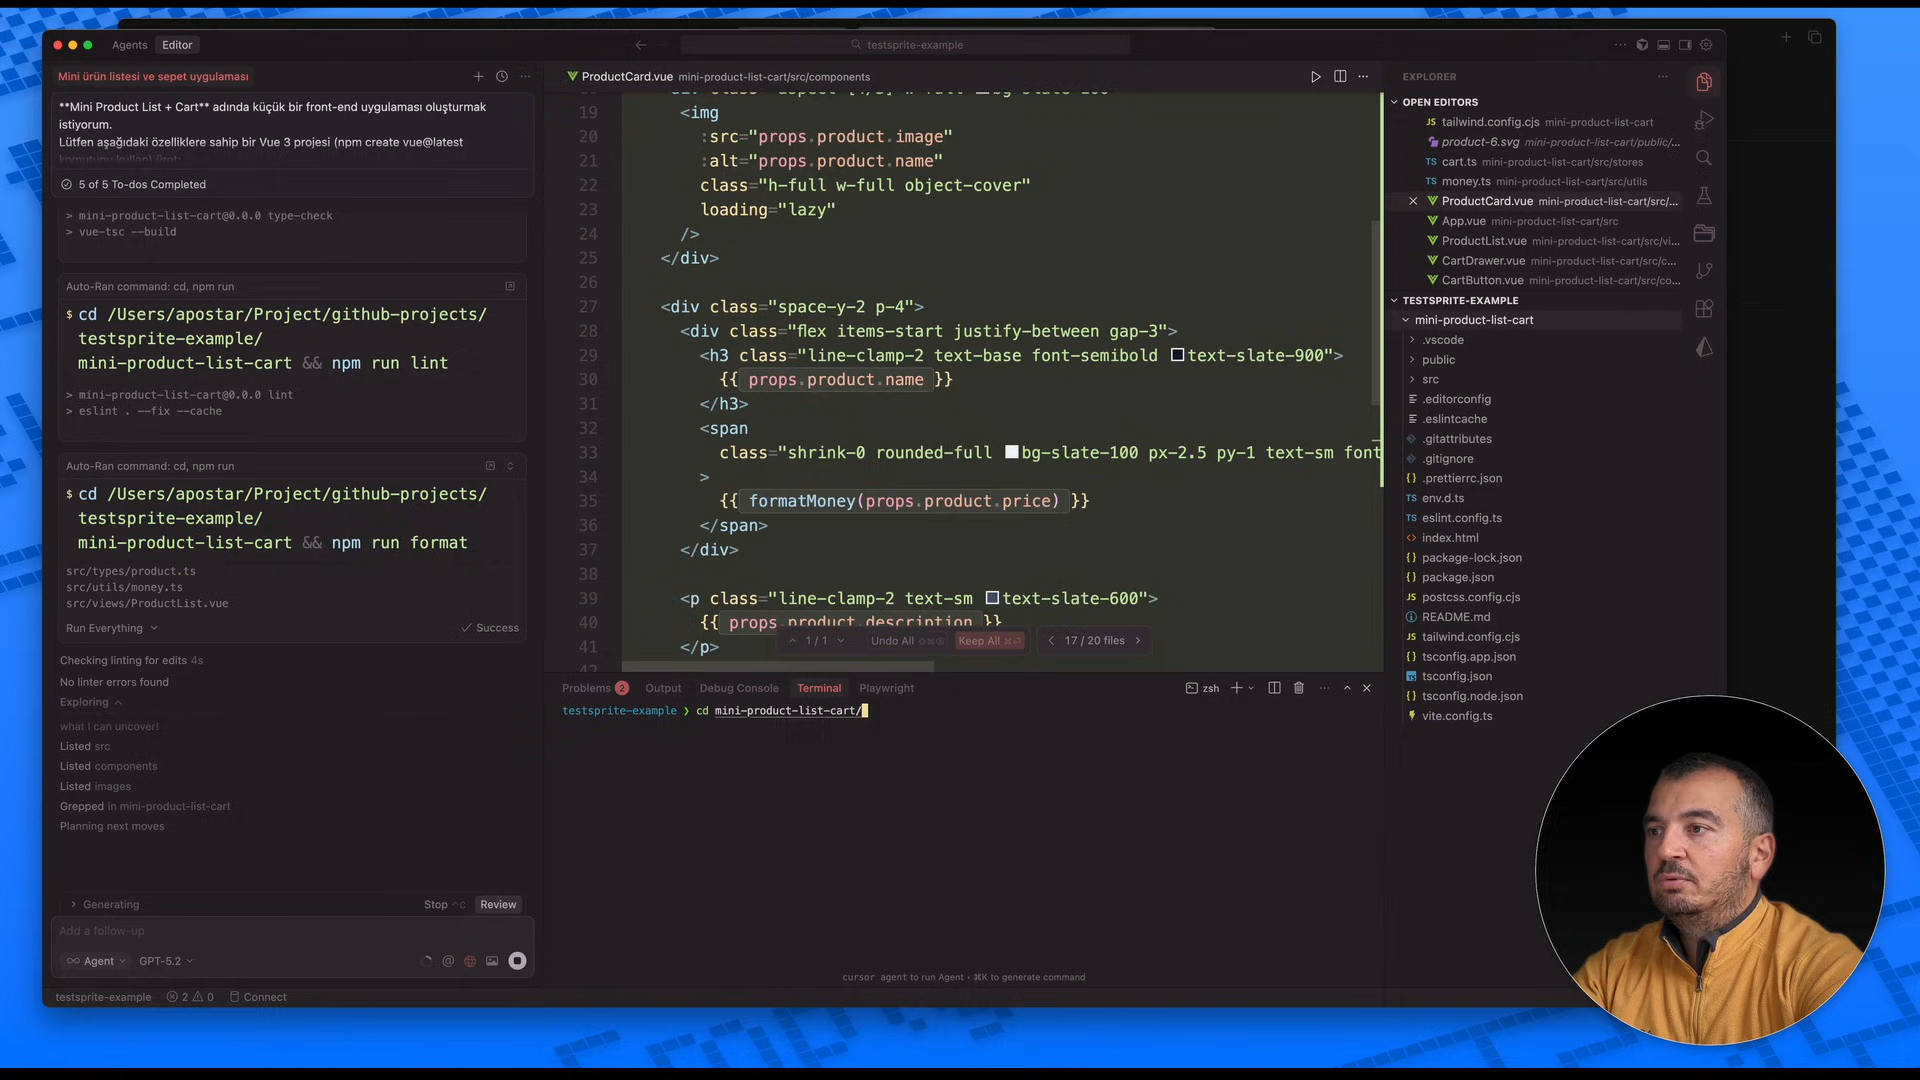 Agents Editor
testsprite-example
Mini ürün listesi ve sepet uygulaması
**Mini Product List + Cart** adında küçük bir front-end uygulaması oluşturmak
istiyorum.
Lütfen aşağıdaki özelliklere sahip bir Vue 3 projesi (npm create vue@latest
komutunu kullan) üret:
5 of 5 To-dos Completed
> mini-product-list-cart@0.0.0 type-check
> vue-tsc --build
Auto-Ran command: cd, npm run
$ cd /Users/apostar/Project/github-projects/
testsprite-example/
mini-product-list-cart && npm run lint
> mini-product-list-cart@0.0.0 lint
> eslint . --fix --cache
Auto-Ran command: cd, npm run
$ cd /Users/apostar/Project/github-projects/
testsprite-example/
mini-product-list-cart && npm run format
src/types/product.ts
src/utils/money.ts
src/views/ProductList.vue
Run Everything
Success
Checking linting for edits 4s
No linter errors found
Exploring
what I can uncover!
Listed src
Listed components
Listed images
Grepped in mini-product-list-cart
Planning next moves
Generating
Stop ^C Review
Add a follow-up
Agent GPT-5.2
testsprite-example 2 0 Connect
ProductCard.vue mini-product-list-cart/src/components
19 <img
20 :src="props.product.image"
21 :alt="props.product.name"
22 class="h-full w-full object-cover"
23 loading="lazy"
24 />
25 </div>
26
27 <div class="space-y-2 p-4">
28 <div class="flex items-start justify-between gap-3">
29 <h3 class="line-clamp-2 text-base font-semibold text-slate-900">
30 {{ props.product.name }}
31 </h3>
32 <span
33 class="shrink-0 rounded-full bg-slate-100 px-2.5 py-1 text-sm font
34 >
35 {{ formatMoney(props.product.price) }}
36 </span>
37 </div>
38
39 <p class="line-clamp-2 text-sm text-slate-600">
40 {{ props.product.description }}
41 </p>
42
1 / 1 Undo All Keep All 17 / 20 files
Problems 2 Output Debug Console Terminal Playwright
zsh
testsprite-example ❯ cd mini-product-list-cart/
cursor agent to run Agent • ⌘K to generate command
EXPLORER
OPEN EDITORS
JS tailwind.config.cjs mini-product-list-cart
product-6.svg mini-product-list-cart/public/...
TS cart.ts mini-product-list-cart/src/stores
TS money.ts mini-product-list-cart/src/utils
ProductCard.vue mini-product-list-cart/src/...
App.vue mini-product-list-cart/src
ProductList.vue mini-product-list-cart/src/vi...
CartDrawer.vue mini-product-list-cart/src/c...
CartButton.vue mini-product-list-cart/src/co...
TESTSPRITE-EXAMPLE
mini-product-list-cart
.vscode
public
src
.editorconfig
.eslintcache
.gitattributes
.gitignore
.prettierrc.json
TS env.d.ts
eslint.config.ts
index.html
package-lock.json
package.json
JS postcss.config.cjs
README.md
JS tailwind.config.cjs
tsconfig.app.json
tsconfig.json
tsconfig.node.json
vite.config.ts